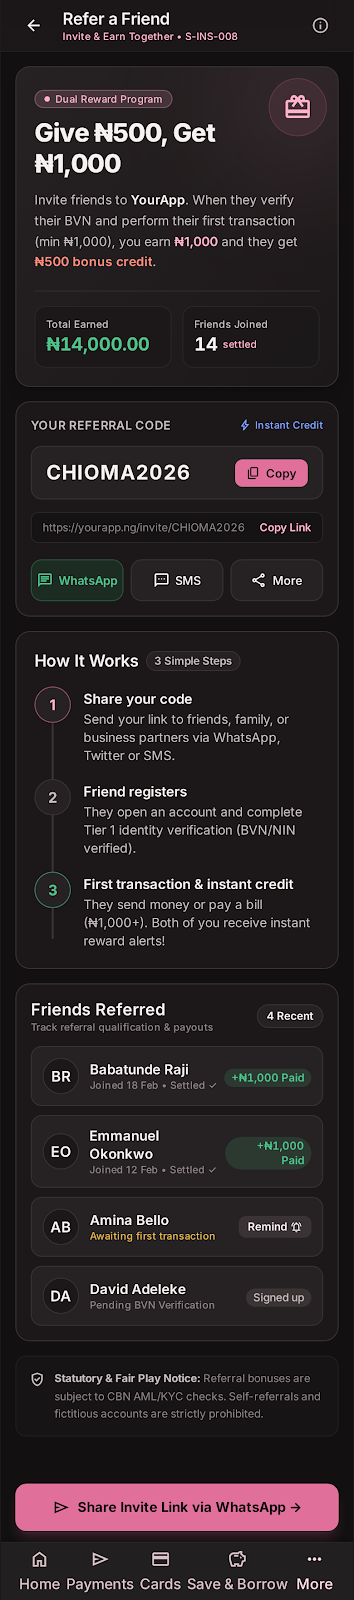 Refer a Friend
Invite & Earn Together • S-INS-008
Dual Reward Program
Give ₦500, Get
₦1,000
Invite friends to YourApp. When they verify
their BVN and perform their first transaction
(min ₦1,000), you earn ₦1,000 and they get
₦500 bonus credit.
Total Earned
₦14,000.00
Friends Joined
14 settled
YOUR REFERRAL CODE
Instant Credit
CHIOMA2026
Copy
https://yourapp.ng/invite/CHIOMA2026
Copy Link
WhatsApp
SMS
More
How It Works
3 Simple Steps
1
Share your code
Send your link to friends, family, or
business partners via WhatsApp,
Twitter or SMS.
2
Friend registers
They open an account and complete
Tier 1 identity verification (BVN/NIN
verified).
3
First transaction & instant credit
They send money or pay a bill
(₦1,000+). Both of you receive instant
reward alerts!
Friends Referred
Track referral qualification & payouts
4 Recent
BR
Babatunde Raji
Joined 18 Feb • Settled ✓
+₦1,000 Paid
EO
Emmanuel
Okonkwo
Joined 12 Feb • Settled ✓
+₦1,000
Paid
AB
Amina Bello
Awaiting first transaction
Remind
DA
David Adeleke
Pending BVN Verification
Signed up
Statutory & Fair Play Notice: Referral bonuses are
subject to CBN AML/KYC checks. Self-referrals and
fictitious accounts are strictly prohibited.
Share Invite Link via WhatsApp →
Home
Payments
Cards
Save & Borrow
More